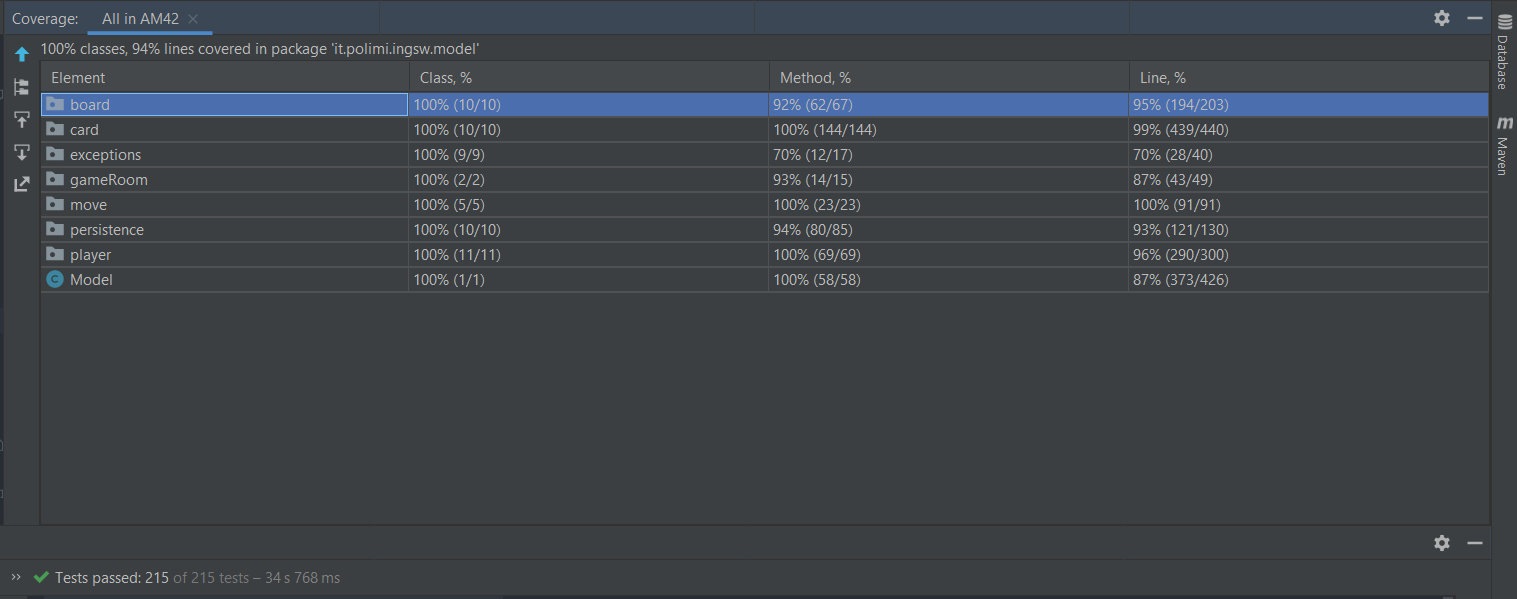 Coverage: All in AM42
100% classes, 94% lines covered in package 'it.polimi.ingsw.model'
Element Class, % Method, % Line, %
board 100% (10/10) 92% (62/67) 95% (194/203)
card 100% (10/10) 100% (144/144) 99% (439/440)
exceptions 100% (9/9) 70% (12/17) 70% (28/40)
gameRoom 100% (2/2) 93% (14/15) 87% (43/49)
move 100% (5/5) 100% (23/23) 100% (91/91)
persistence 100% (10/10) 94% (80/85) 93% (121/130)
player 100% (11/11) 100% (69/69) 96% (290/300)
C Model 100% (1/1) 100% (58/58) 87% (373/426)
Tests passed: 215 of 215 tests – 34 s 768 ms
Database
m Maven